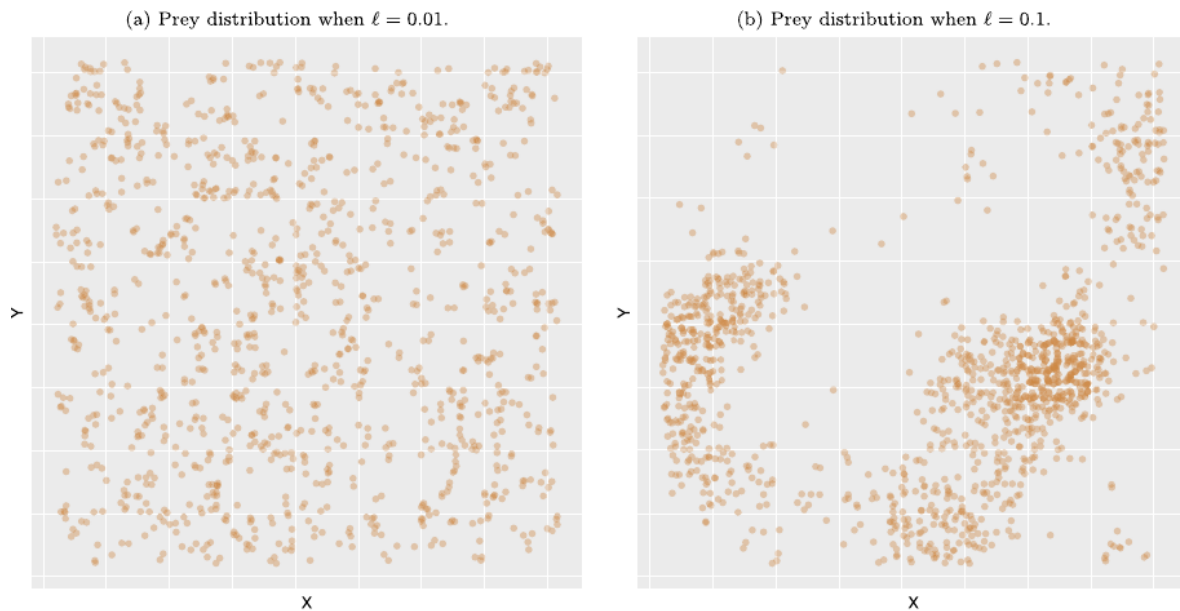 (a) Prey distribution when ℓ = 0.01.
(b) Prey distribution when ℓ = 0.1.
Y
X
Y
X